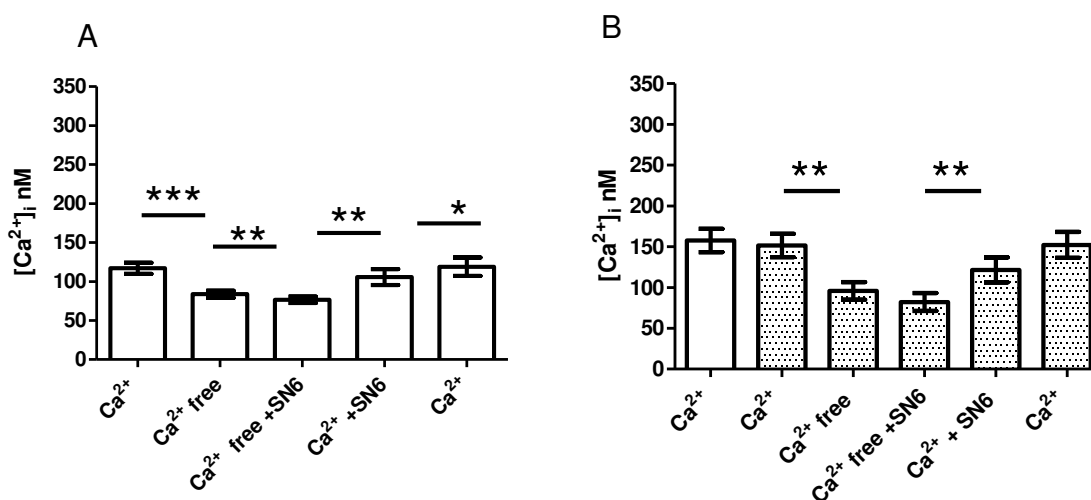 A
350
300
250
200
150
100
50
0
[Ca²⁺]ᵢ nM
***
**
**
*
Ca²⁺
Ca²⁺ free
Ca²⁺ free +SN6
Ca²⁺ +SN6
Ca²⁺
B
350
300
250
200
150
100
50
0
[Ca²⁺]ᵢ nM
**
**
Ca²⁺
Ca²⁺
Ca²⁺ free
Ca²⁺ free +SN6
Ca²⁺ + SN6
Ca²⁺